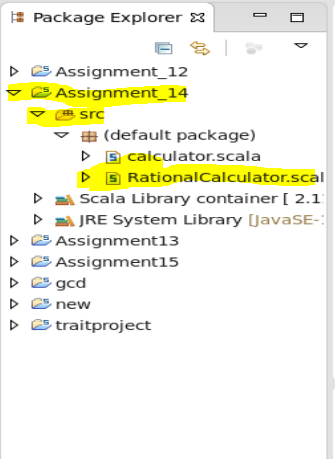 Package Explorer
Assignment_12
Assignment_14
src
(default package)
calculator.scala
RationalCalculator.scal
Scala Library container [ 2.1
JRE System Library [JavaSE-
Assignment13
Assignment15
gcd
new
traitproject